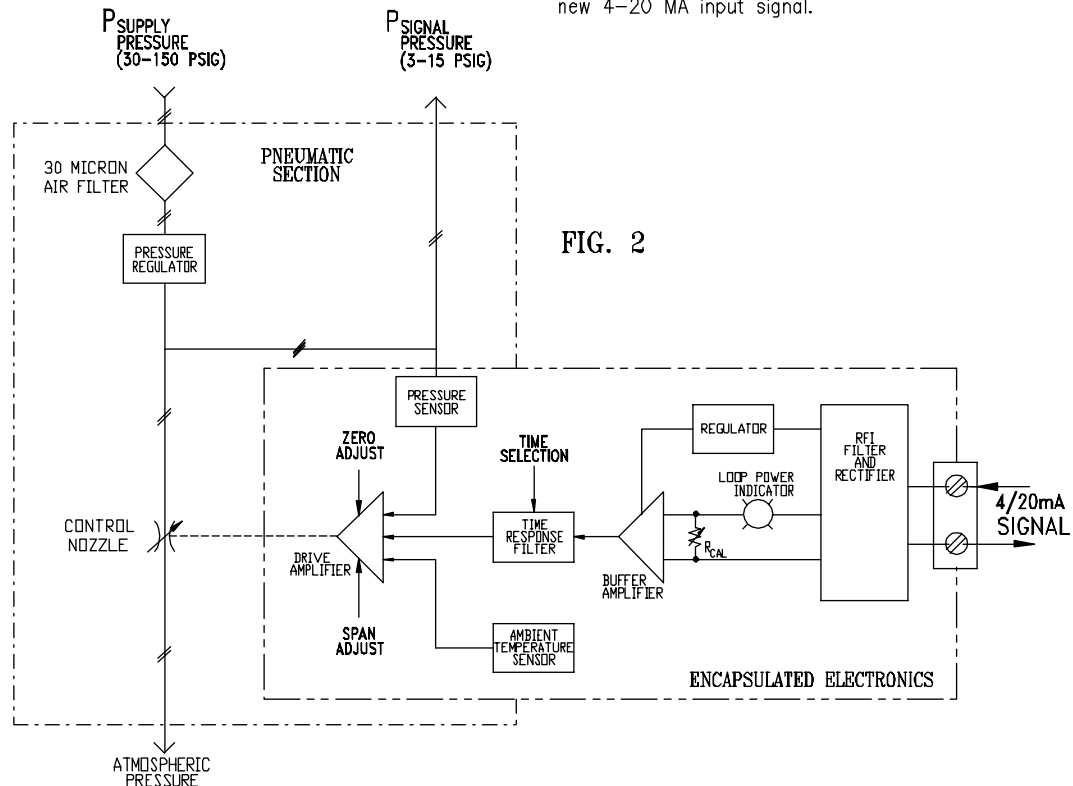 new 4-20 MA input signal.
PSUPPLY
PRESSURE
(30-150 PSIG)
PSIGNAL
PRESSURE
(3-15 PSIG)
30 MICRON
AIR FILTER
PNEUMATIC
SECTION
PRESSURE
REGULATOR
FIG. 2
PRESSURE
SENSOR
REGULATOR
RFI
FILTER
AND
RECTIFIER
ZERO
ADJUST
TIME
SELECTION
LOOP POWER
INDICATOR
4/20mA
SIGNAL
CONTROL
NOZZLE
DRIVE
AMPLIFIER
TIME
RESPONSE
FILTER
RCAL
BUFFER
AMPLIFIER
SPAN
ADJUST
AMBIENT
TEMPERATURE
SENSOR
ENCAPSULATED ELECTRONICS
ATMOSPHERIC
PRESSURE